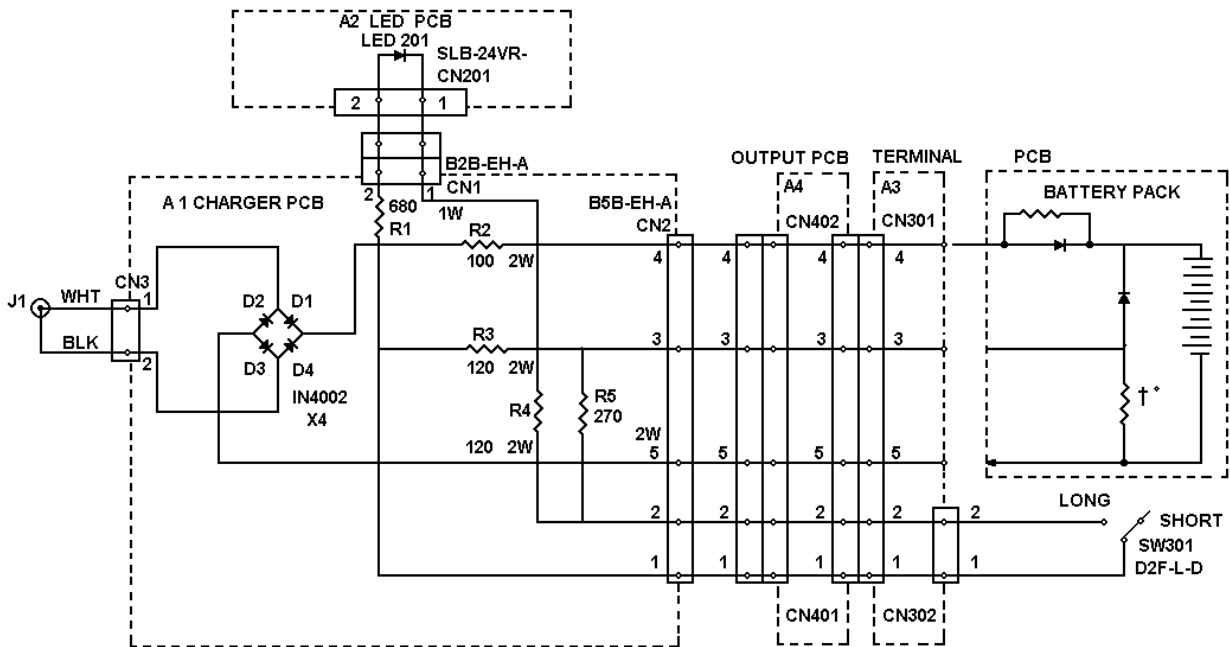 A2 LED PCB
LED 201
SLB-24VR-
CN201
2 1
B2B-EH-A
CN1
2 1
1W
680
R1
A 1 CHARGER PCB
OUTPUT PCB
TERMINAL
PCB
A4
A3
BATTERY PACK
B5B-EH-A
CN2
CN402
CN301
R2
100 2W
4 4 4 4
J1
WHT
BLK
CN3
1
2
D2 D1
D3 D4
IN4002
X4
R3
120 2W
3 3 3 3
R4
120 2W
R5
270
2W
† °
5 5 5 5
LONG
2 2 2 2 2
SHORT
SW301
D2F-L-D
1 1 1 1 1
CN401
CN302